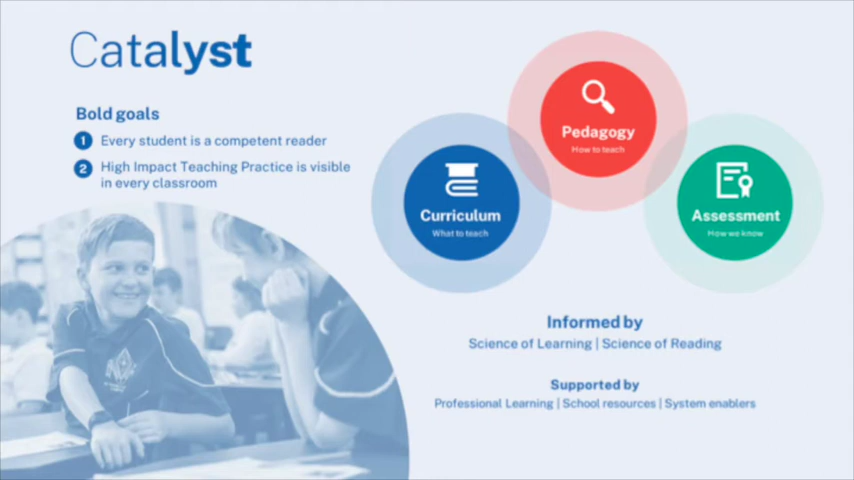 Catalyst
Bold goals
1 Every student is a competent reader
2 High Impact Teaching Practice is visible
in every classroom
Pedagogy
How to teach
Curriculum
What to teach
Assessment
How we know
Informed by
Science of Learning | Science of Reading
Supported by
Professional Learning | School resources | System enablers